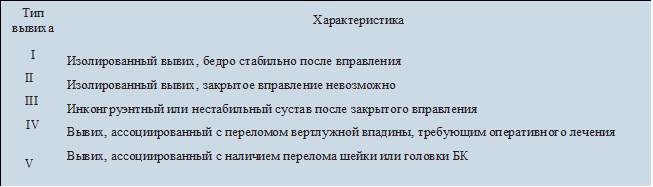 Тип
вывиха
Характеристика
I Изолированный вывих, бедро стабильно после вправления
II Изолированный вывих, закрытое вправление невозможно
III Инконгруэнтный или нестабильный сустав после закрытого вправления
IV Вывих, ассоциированный с переломом вертлужной впадины, требующим оперативного лечения
V Вывих, ассоциированный с наличием перелома шейки или головки БК